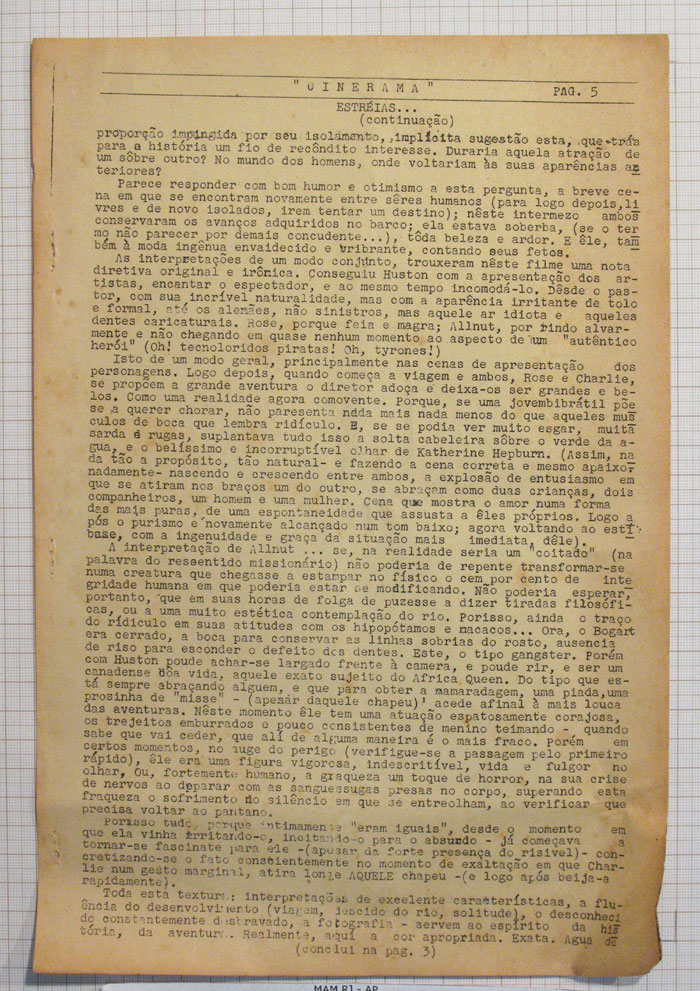 " C I N E R A M A "          PAG. 5
ESTRÉIAS...
(continuação)
proporção impingida por seu isolamento, implícita sugestão esta, que trás
para a história um fio de recôndito interesse. Duraria aquela atração de
um sôbre outro? No mundo dos homens, onde voltariam às suas aparências an
teriores?
Parece responder com bom humor e otimismo a esta pergunta, a breve ce-
na em que se encontram novamente entre sêres humanos (para logo depois,li
vres e de novo isolados, irem tentar um destino); nêste intermezo ambos
conservaram os avanços adquiridos no barco; ela estava soberba, (se o ter
mo não parecer por demais concudente...), tôda beleza e ardor. E êle, tam
bém à moda ingênua envaidecido e vribrante, contando seus fetos.
As interpretações de um modo conjunto, trouxeram nêste filme uma nota
diretiva original e irônica. Conseguiu Huston com a apresentação dos ar-
tistas, encantar o espectador, e ao mesmo tempo incomodá-lo. Dêsde o pas-
tor, com sua incrível naturalidade, mas com a aparência irritante de tolo
e formal, até os alemães, não sinistros, mas aquele ar idiota e aqueles
dentes caricaturais. Rose, porque feia e magra; Allnut, por rindo alvar-
mente e não chegando em quase nenhum momento ao aspecto de um "autêntico
herói" (Oh! tecnoloridos piratas! Oh, tyrones!)
Isto de um modo geral, principalmente nas cenas de apresentação dos
personagens. Logo depois, quando começa a viagem e ambos, Rose e Charlie,
se propõem a grande aventura o diretor adoça e deixa-os ser grandes e be-
los. Como uma realidade agora comovente. Porque, se uma jovembibrátil põe
se a querer chorar, não paresenta nada mais nada menos do que aqueles mus
culos de boca que lembra ridículo. E, se se podia ver muito esgar, muita
sarda e rugas, suplantava tudo isso a solta cabeleira sôbre o verde da a-
gua, e o belíssimo e incorruptível olhar de Katherine Hepburn. (Assim, na
da tão a propósito, tão natural- e fazendo a cena correta e mesmo apaixo-
nadamente- nascendo e crescendo entre ambos, a explosão de entusiasmo em
que se atiram nos braços um do outro, se abraçam como duas crianças, dois
companheiros, um homem e uma mulher. Cena que mostra o amor numa forma
das mais puras, de uma espontaneidade que assusta a êles próprios. Logo a
pós o purismo é novamente alcançado num tom baixo; agora voltando ao esti
base, com a ingenuidade e graça da situação mais imediata, dêle).
A interpretação de Allnut ... se, na realidade seria um "coitado" (na
palavra do ressentido missionário) não poderia de repente transformar-se
numa creatura que chegasse a estampar no físico o cem por cento de inte
gridade humana em que poderia estar se modificando. Não poderia esperar,
portanto, que em suas horas de folga de puzesse a dizer tiradas filosófi-
cas, ou a uma muito estética contemplação do rio. Porisso, ainda o traço
do ridículo em suas atitudes com os hipopótamos e macacos... Ora, o Bogart
era cerrado, a boca para conservar as linhas sobrias do rosto, ausencia
de riso para esconder o defeito dos dentes. Este, o tipo gangster. Porém
com Huston poude achar-se largado frente à camera, e poude rir, e ser um
canadense boa vida, aquele exato sujeito do Africa Queen. Do tipo que es-
tá sempre abraçando alguem, e que para obter a mamaradagem, uma piada,uma
prosinha de "misse" - (apesar daquele chapeu) acede afinal à mais louca
das aventuras. Nêste momento êle tem uma atuação espatosamente corajosa,
os trejeitos emburrados e pouco consistentes de menino teimando - quando
sabe que vai ceder, que alí de alguma maneira é o mais fraco. Porém em
certos momentos, no auge do perigo (verifique-se a passagem pelo primeiro
rápido), êle era uma figura vigorosa, indescritível, vida e fulgor no
olhar, Ou, fortemente humano, a graqueza um toque de horror, na sua crise
de nervos ao deparar com as sanguessugas presas no corpo, superando esta
fraqueza o sofrimento do silêncio em que se entreolham, ao verificar que
precisa voltar ao pantano.
Porisso tudo, porque intimamente "eram iguais", desde o momento em
que ela vinha irritando-o, incitando-o para o absurdo - já começava a
tornar-se fascinate para êle -(apesar da forte presença do risivel)- con-
cretizando-se o fato conscientemente no momento de exaltação em que Char-
lie num gesto marginal, atira longe AQUELE chapeu -(e logo após beija-a
rapidamente).
Toda esta textura: interpretações de excelente características, a flu-
ência do desenvolvimento (viagem, descido do rio, solitude), o desconheci
do constantemente destravado, a fotografia - servem ao espírito da his
tória, da aventura. Realmente, aqui a cor apropriada. Exata. Agua de
(conclui na pag. 3)
MAM RJ - AP